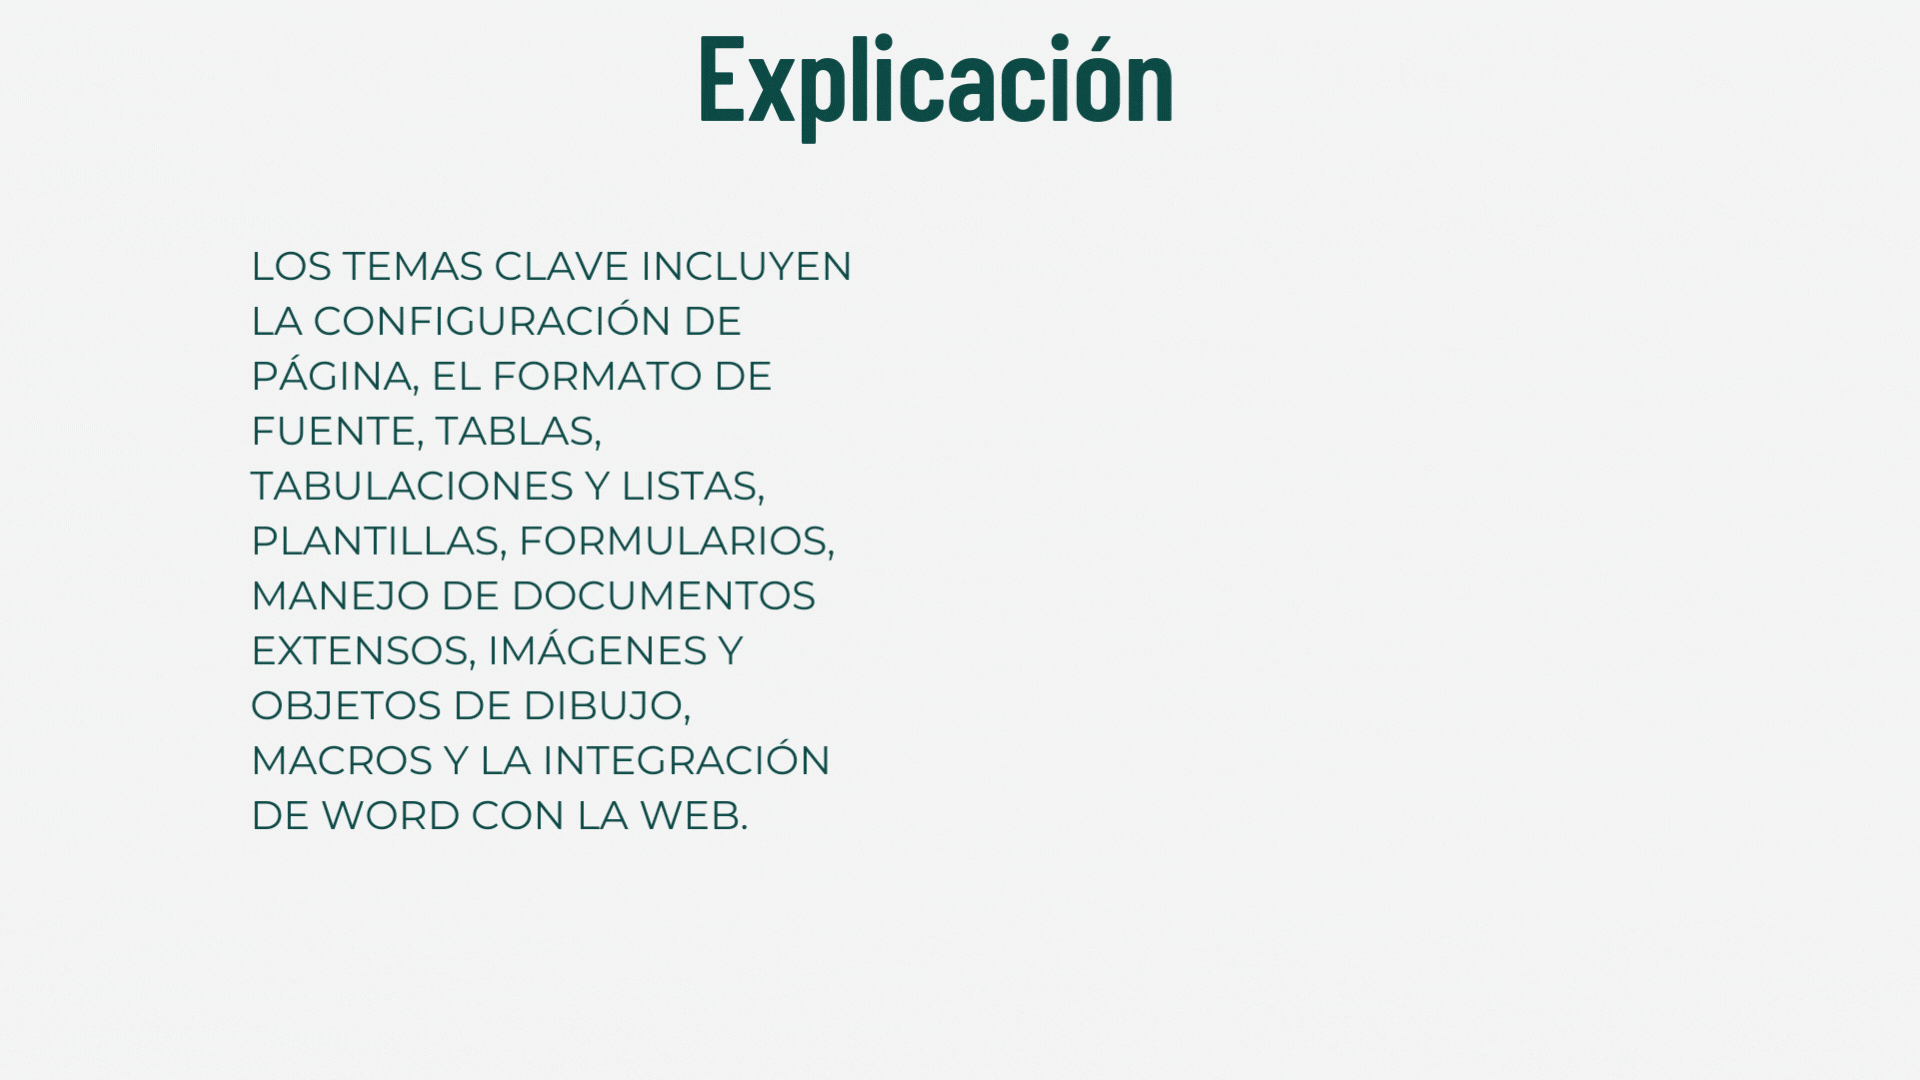 Explicación
LOS TEMAS CLAVE INCLUYEN
LA CONFIGURACIÓN DE
PÁGINA, EL FORMATO DE
FUENTE, TABLAS,
TABULACIONES Y LISTAS,
PLANTILLAS, FORMULARIOS,
MANEJO DE DOCUMENTOS
EXTENSOS, IMÁGENES Y
OBJETOS DE DIBUJO,
MACROS Y LA INTEGRACIÓN
DE WORD CON LA WEB.